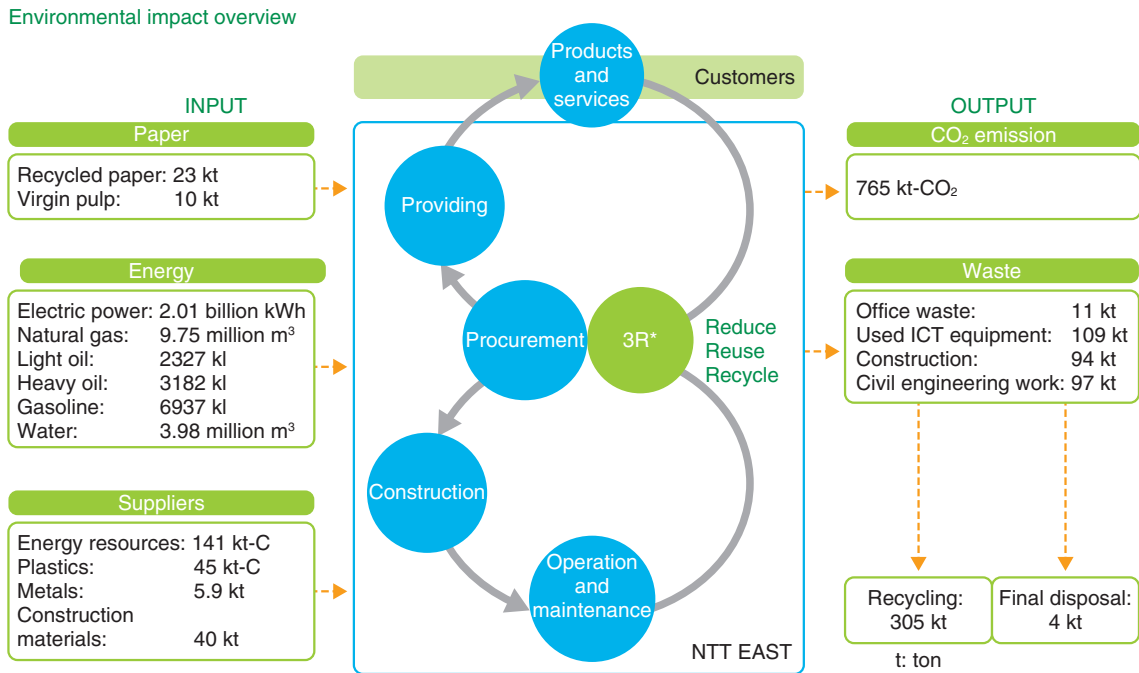 Environmental impact overview
INPUT
Paper
Recycled paper: 23 kt
Virgin pulp: 10 kt
Energy
Electric power: 2.01 billion kWh
Natural gas: 9.75 million m³
Light oil: 2327 kl
Heavy oil: 3182 kl
Gasoline: 6937 kl
Water: 3.98 million m³
Suppliers
Energy resources: 141 kt-C
Plastics: 45 kt-C
Metals: 5.9 kt
Construction
materials: 40 kt
Customers
Products
and
services
Providing
Procurement
3R*
Reduce
Reuse
Recycle
Construction
Operation
and
maintenance
NTT EAST
OUTPUT
CO₂ emission
765 kt-CO₂
Waste
Office waste: 11 kt
Used ICT equipment: 109 kt
Construction: 94 kt
Civil engineering work: 97 kt
Recycling:
305 kt
Final disposal:
4 kt
t: ton